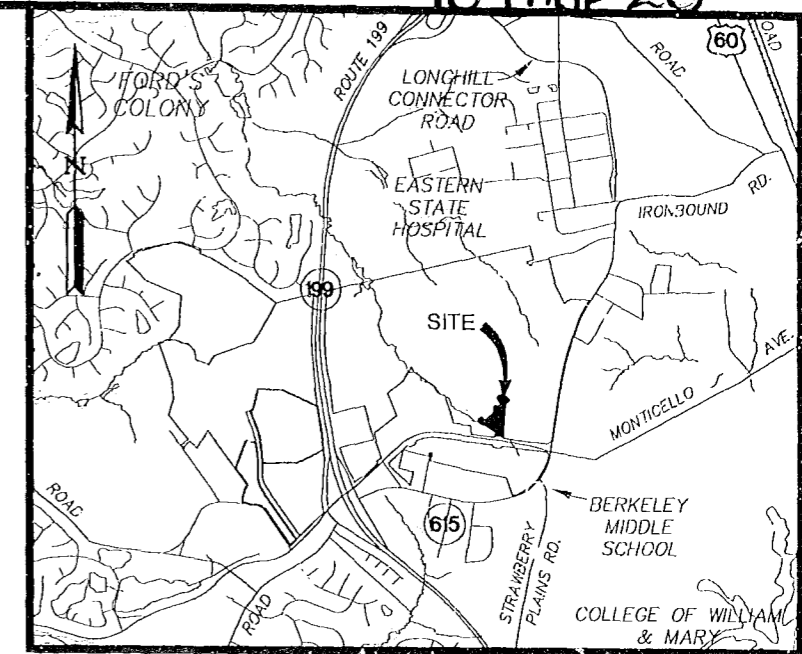 60
ROAD
ROAD
FORD'S
COLONY
ROUTE 199
LONGHILL
CONNECTOR
ROAD
N
EASTERN
STATE
HOSPITAL
IRONBOUND
RD.
199
SITE
MONTICELLO
AVE.
ROAD
615
BERKELEY
MIDDLE
SCHOOL
STRAWBERRY
PLAINS RD.
ROAD
COLLEGE OF WILLIAM
& MARY